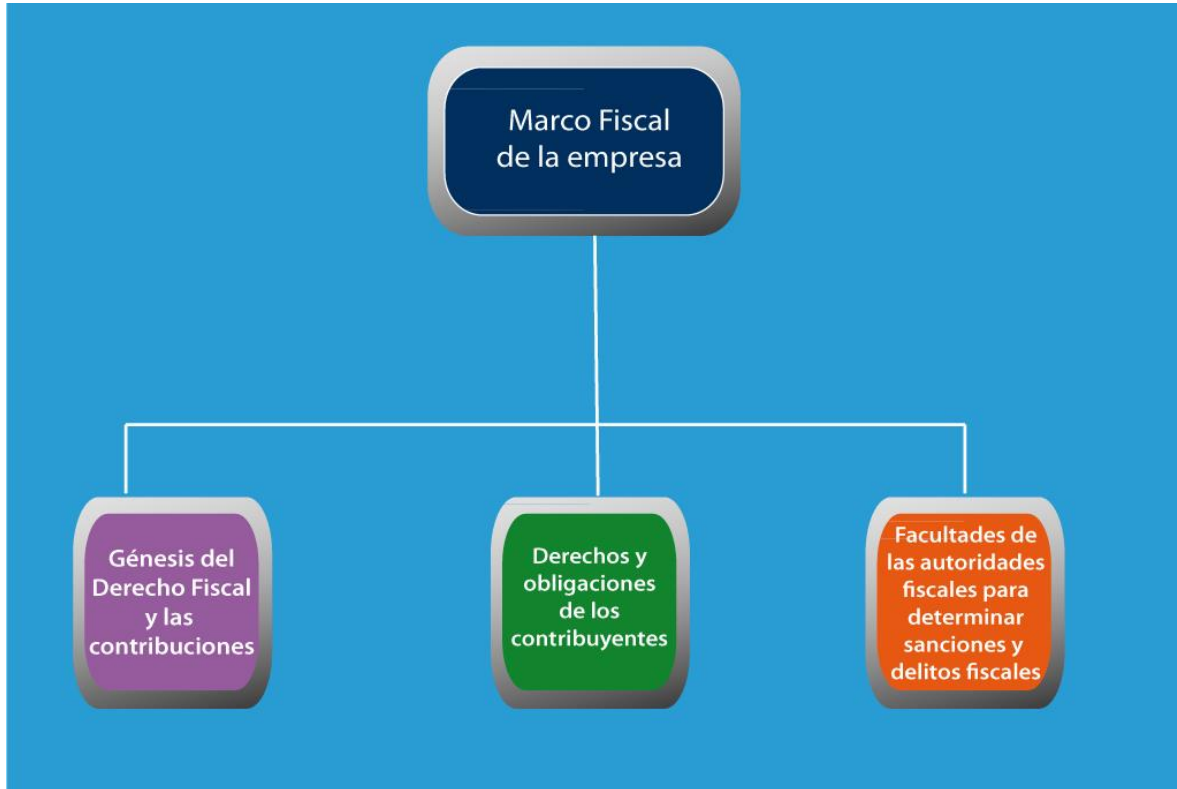 Marco Fiscal
de la empresa
Génesis del
Derecho Fiscal
y las
contribuciones
Derechos y
obligaciones
de los
contribuyentes
Facultades de
las autoridades
fiscales para
determinar
sanciones y
delitos fiscales